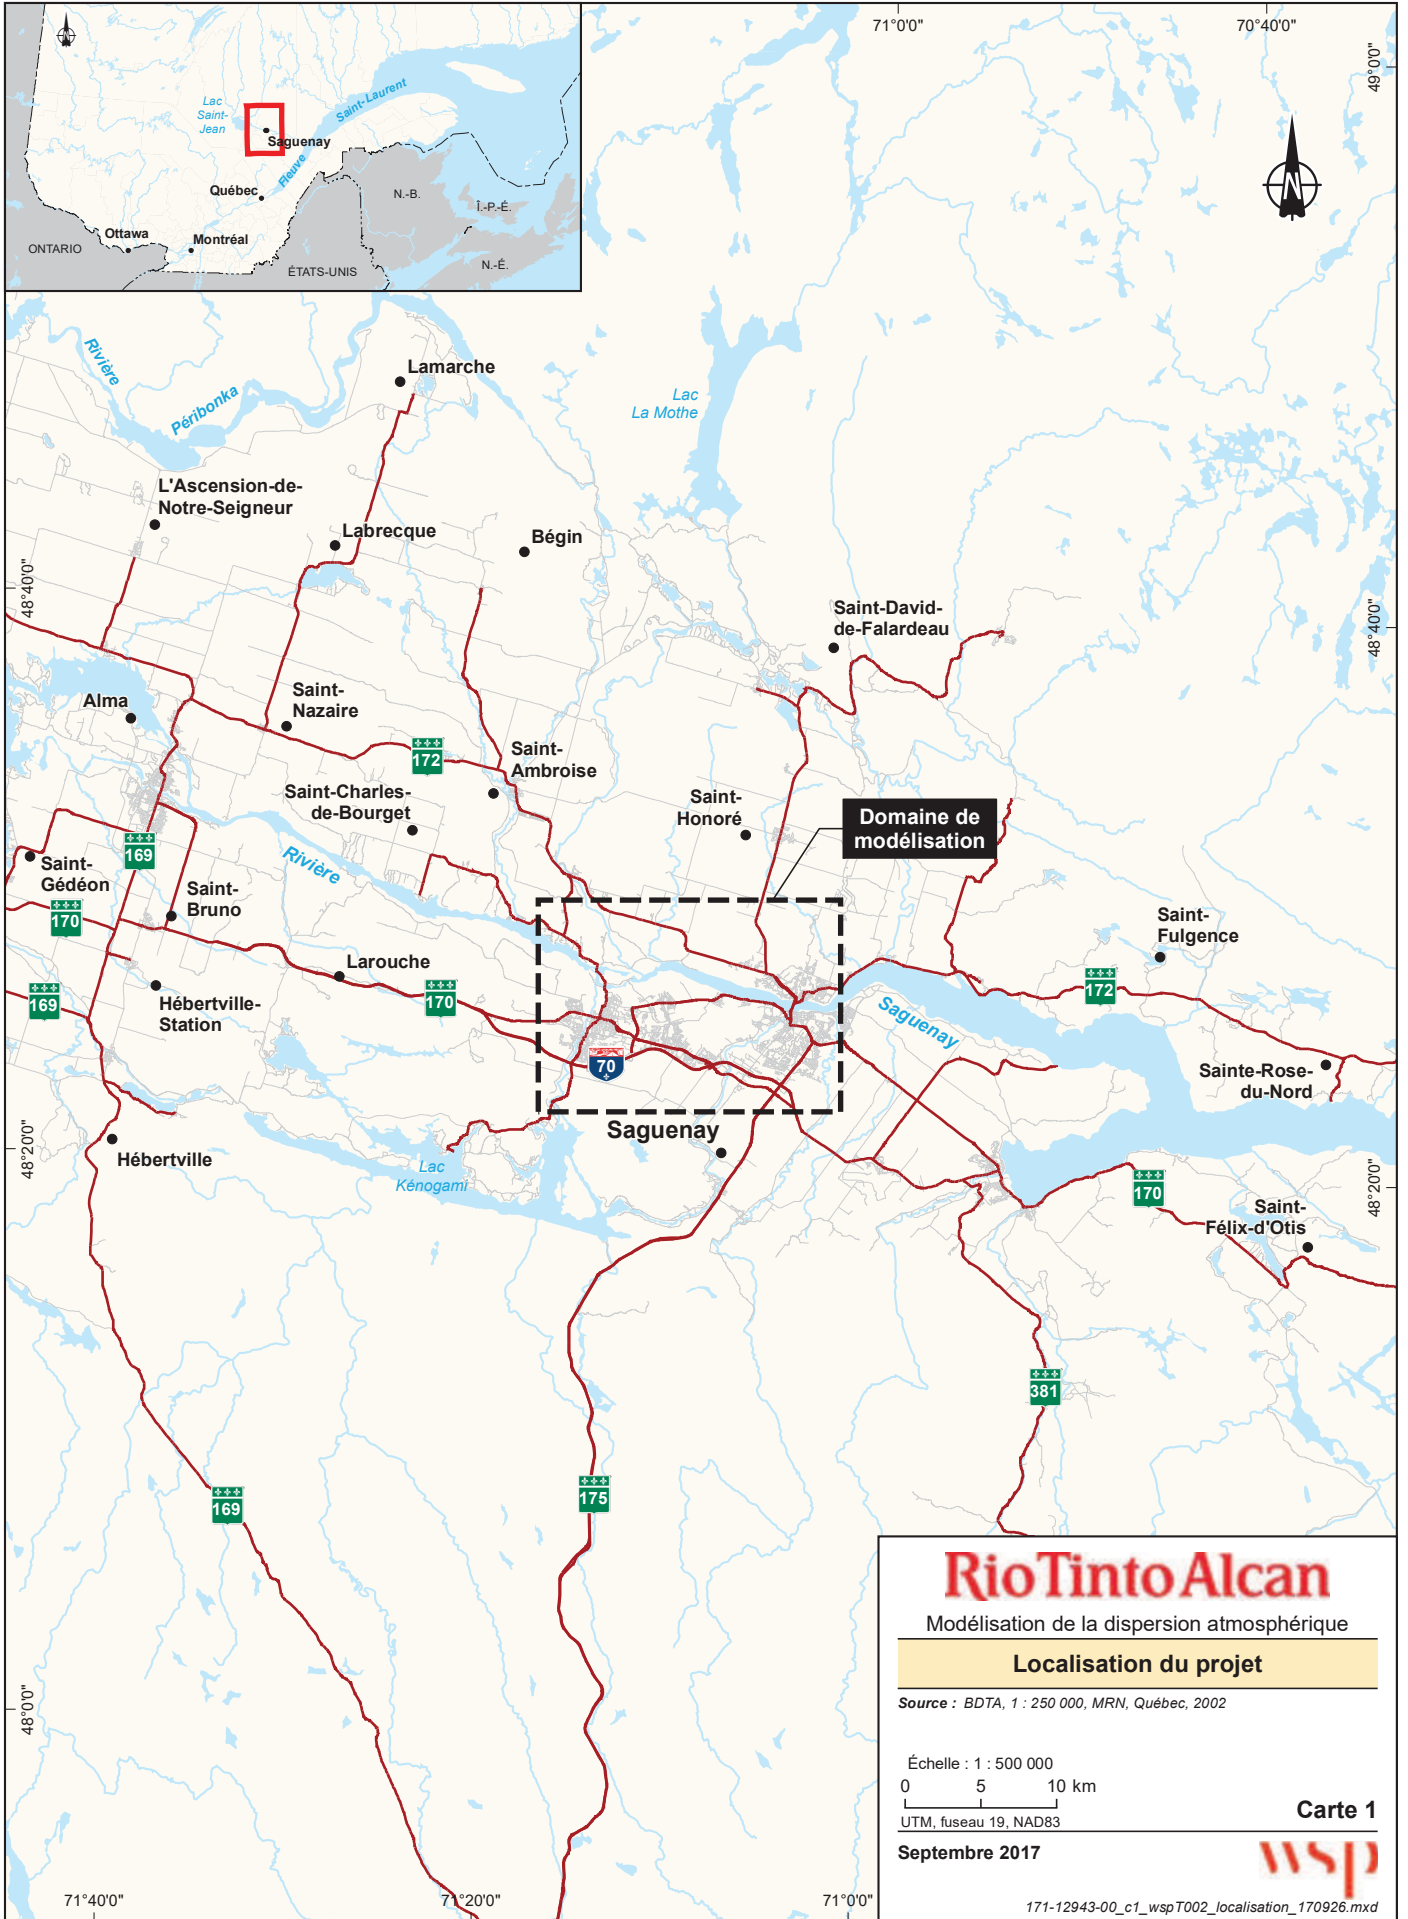 71°0'0"
70°40'0"
49°0'0"
Lac
Saint-
Jean
Saguenay
Fleuve
Saint-Laurent
Québec
N.-B.
Î.-P.-É.
Ottawa
Montréal
ONTARIO
ÉTATS-UNIS
N.-É.
N
Rivière
Péribonka
Lamarche
Lac
La Mothe
L'Ascension-de-
Notre-Seigneur
Labrecque
Bégin
48°40'0"
Saint-David-
de-Falardeau
48°40'0"
Alma
Saint-
Nazaire
172
Saint-
Ambroise
Saint-Charles-
de-Bourget
Saint-
Honoré
Domaine de
modélisation
169
Saint-
Gédéon
Rivière
Saint-
Bruno
170
Saint-
Fulgence
Larouche
170
172
169
Hébertville-
Station
Saguenay
70
Sainte-Rose-
du-Nord
Saguenay
48°20'0"
Hébertville
Lac
Kénogami
170
48°20'0"
Saint-
Félix-d'Otis
381
169
175
48°0'0"
RioTintoAlcan
Modélisation de la dispersion atmosphérique
Localisation du projet
Source : BDTA, 1 : 250 000, MRN, Québec, 2002
Échelle : 1 : 500 000
0 5 10 km
UTM, fuseau 19, NAD83
Carte 1
Septembre 2017
wsp
171-12943-00_c1_wspT002_localisation_170926.mxd
71°40'0"
71°20'0"
71°0'0"